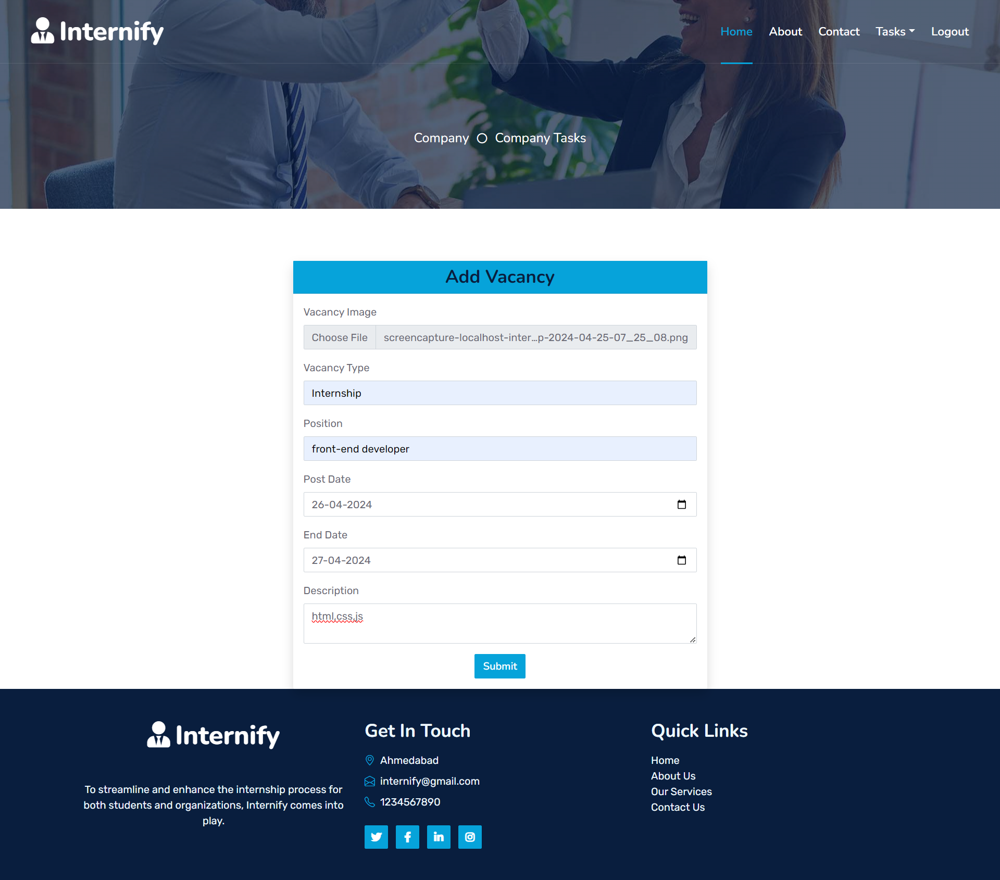 Internify
Home About Contact Tasks Logout
Company Company Tasks
Add Vacancy
Vacancy Image
Choose File screencapture-localhost-inter...p-2024-04-25-07_25_08.png
Vacancy Type
Internship
Position
front-end developer
Post Date
26-04-2024
End Date
27-04-2024
Description
html,css,js
Submit
Internify
To streamline and enhance the internship process for
both students and organizations, Internify comes into
play.
Get In Touch
Ahmedabad
internify@gmail.com
1234567890
Quick Links
Home
About Us
Our Services
Contact Us